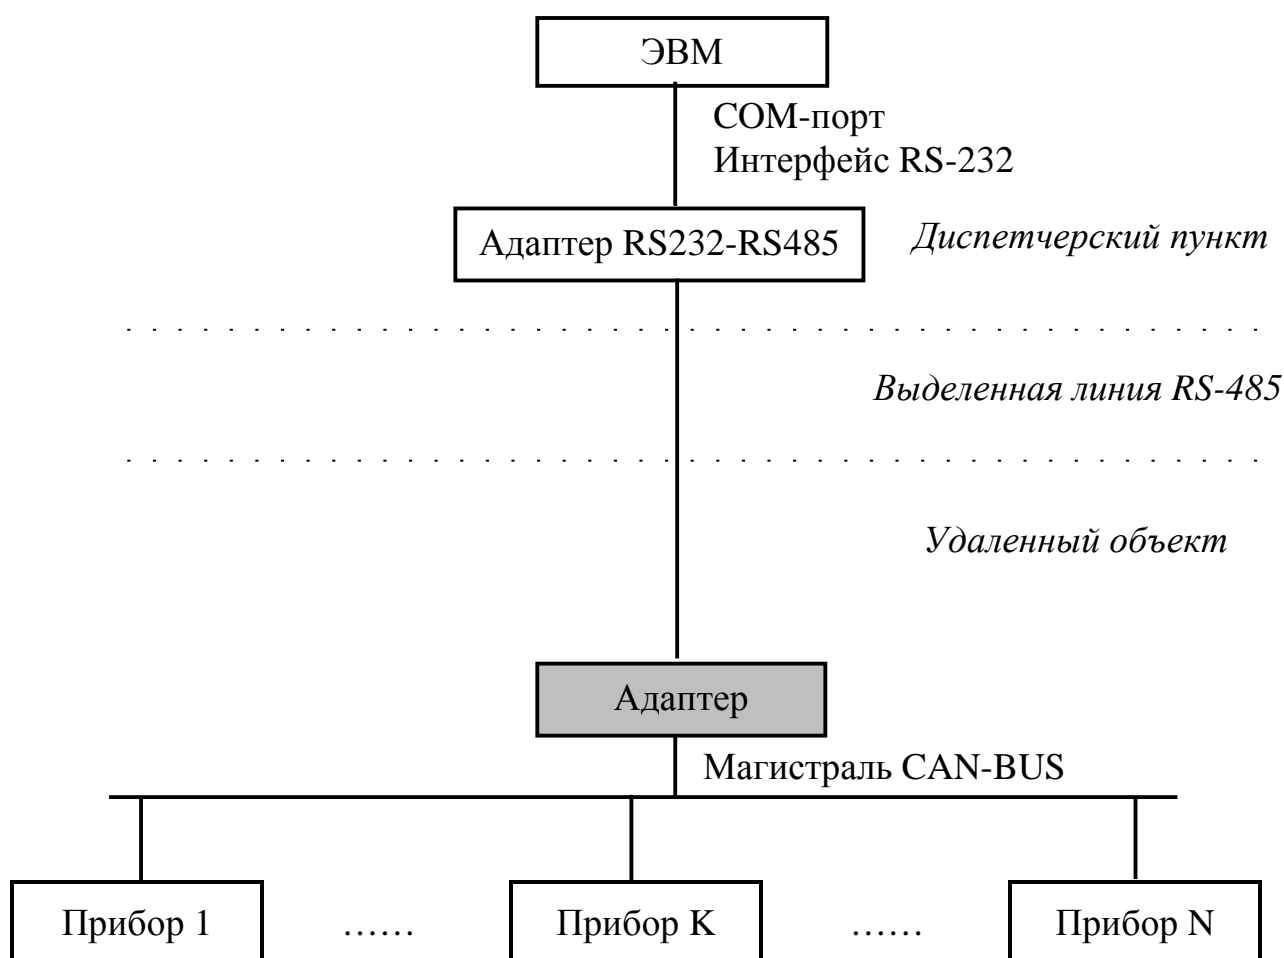 ЭВМ
COM-порт
Интерфейс RS-232
Адаптер RS232-RS485
Диспетчерский пункт
Выделенная линия RS-485
Удаленный объект
Адаптер
Магистраль CAN-BUS
Прибор 1 …… Прибор K …… Прибор N